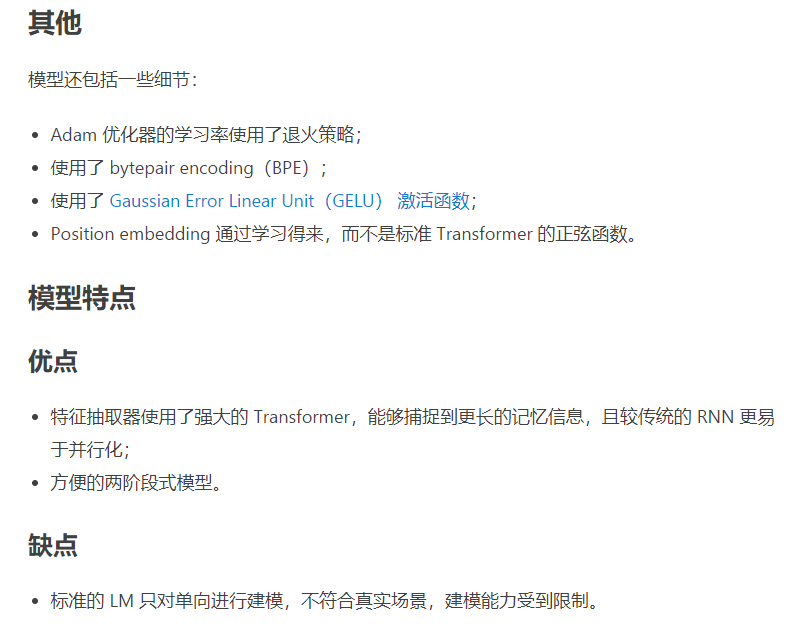 其他
模型还包括一些细节：
Adam 优化器的学习率使用了退火策略；
使用了 bytepair encoding（BPE）；
使用了 Gaussian Error Linear Unit（GELU） 激活函数；
Position embedding 通过学习得来，而不是标准 Transformer 的正弦函数。
模型特点
优点
特征抽取器使用了强大的 Transformer，能够捕捉到更长的记忆信息，且较传统的 RNN 更易
于并行化；
方便的两阶段式模型。
缺点
标准的 LM 只对单向进行建模，不符合真实场景，建模能力受到限制。